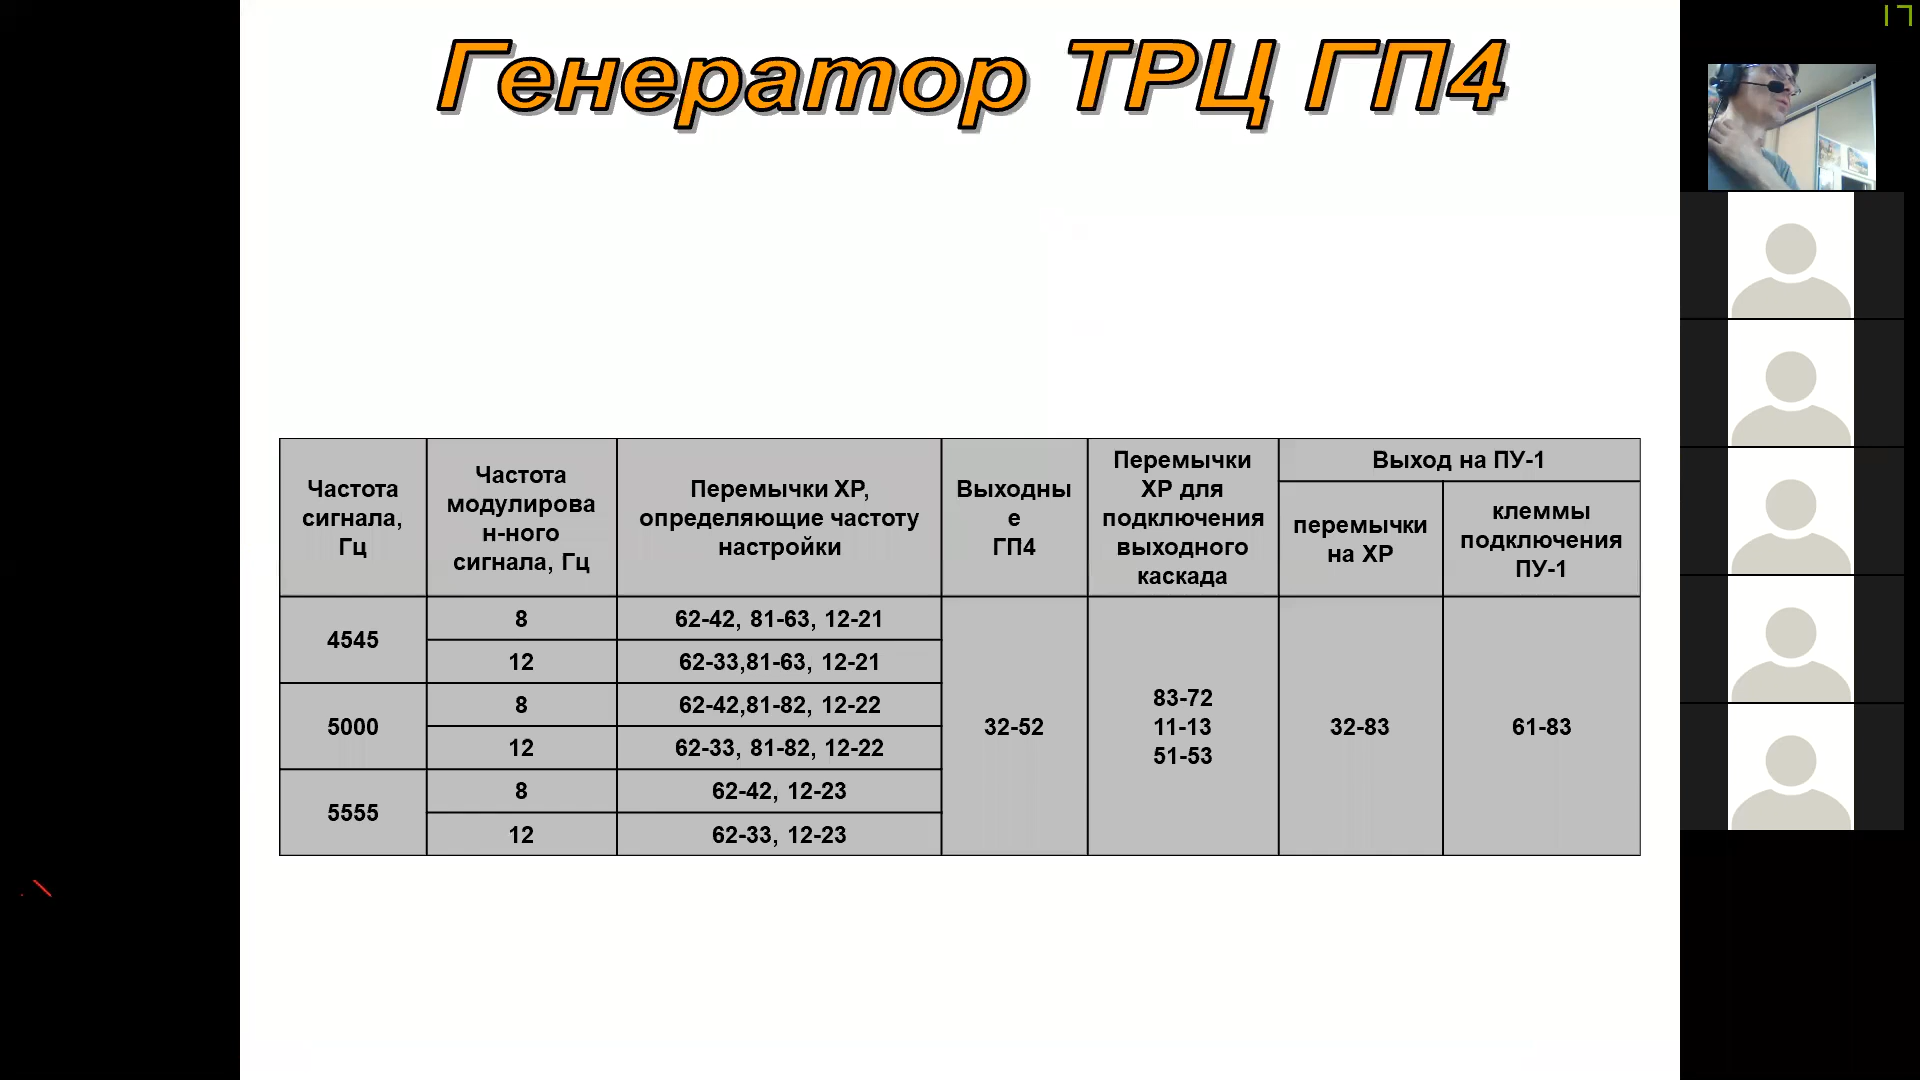 Генератор ТРЦ ГП4
17
Частота
сигнала,
Гц
Частота
модулирова
н-ного
сигнала, Гц
Перемычки ХР,
определяющие частоту
настройки
Выходны
е
ГП4
Перемычки
ХР для
подключения
выходного
каскада
Выход на ПУ-1
перемычки
на ХР
клеммы
подключения
ПУ-1
4545
8
62-42, 81-63, 12-21
12
62-33,81-63, 12-21
5000
8
62-42,81-82, 12-22
12
62-33, 81-82, 12-22
5555
8
62-42, 12-23
12
62-33, 12-23
32-52
83-72
11-13
51-53
32-83
61-83